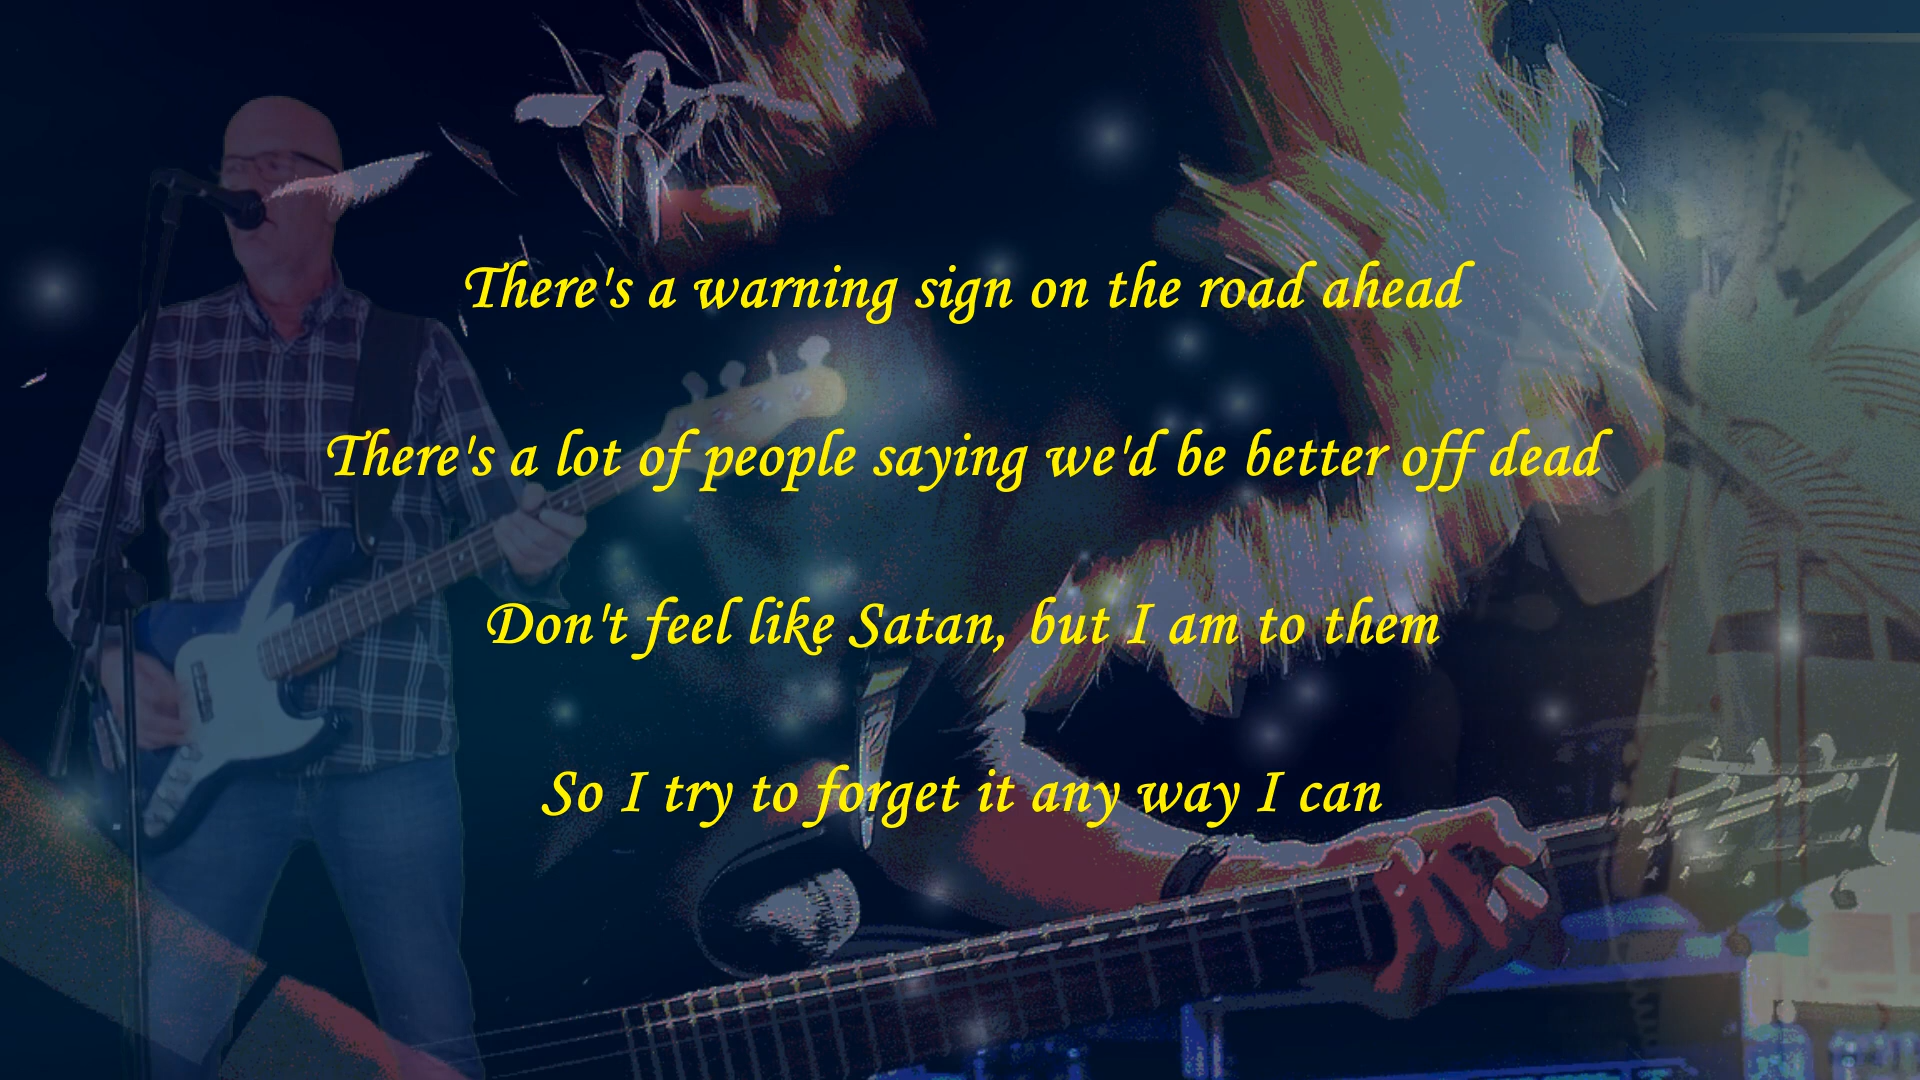 There's a warning sign on the road ahead
There's a lot of people saying we'd be better off dead
Don't feel like Satan, but I am to them
So I try to forget it any way I can